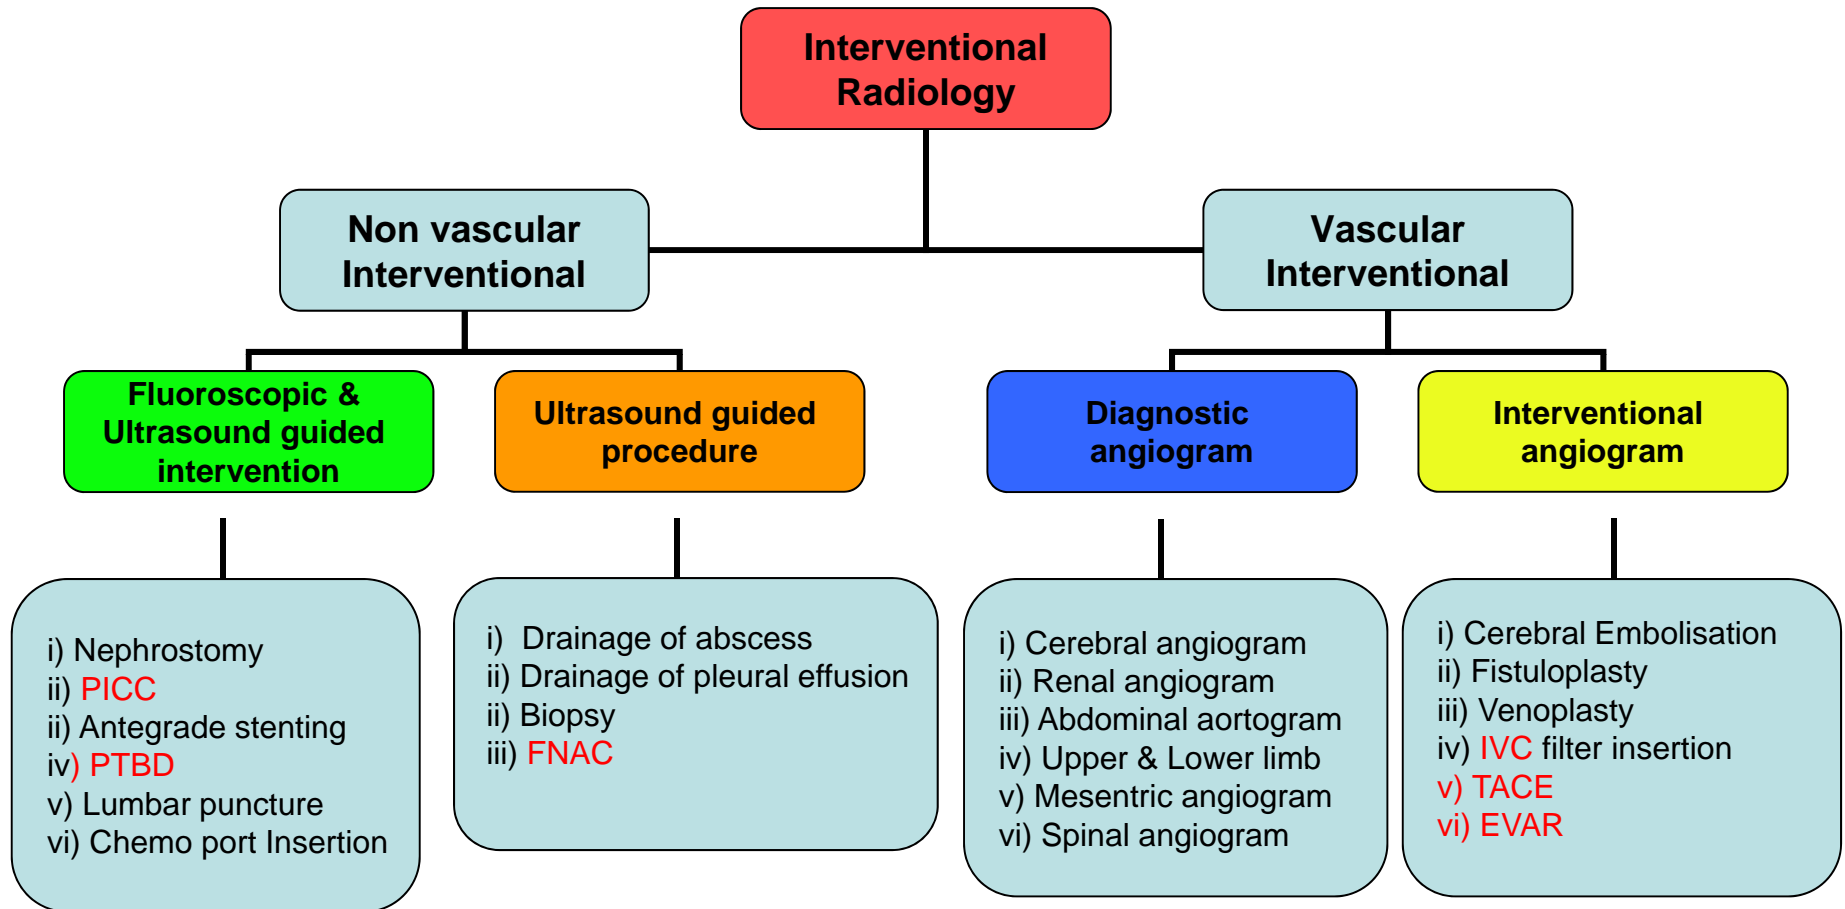 Interventional
Radiology
Non vascular
Interventional
Vascular
Interventional
Fluoroscopic &
Ultrasound guided
intervention
Ultrasound guided
procedure
Diagnostic
angiogram
Interventional
angiogram
i) Nephrostomy
ii) PICC
ii) Antegrade stenting
iv) PTBD
v) Lumbar puncture
vi) Chemo port Insertion
i) Drainage of abscess
ii) Drainage of pleural effusion
ii) Biopsy
iii) FNAC
i) Cerebral angiogram
ii) Renal angiogram
iii) Abdominal aortogram
iv) Upper & Lower limb
v) Mesentric angiogram
vi) Spinal angiogram
i) Cerebral Embolisation
ii) Fistuloplasty
iii) Venoplasty
iv) IVC filter insertion
v) TACE
vi) EVAR